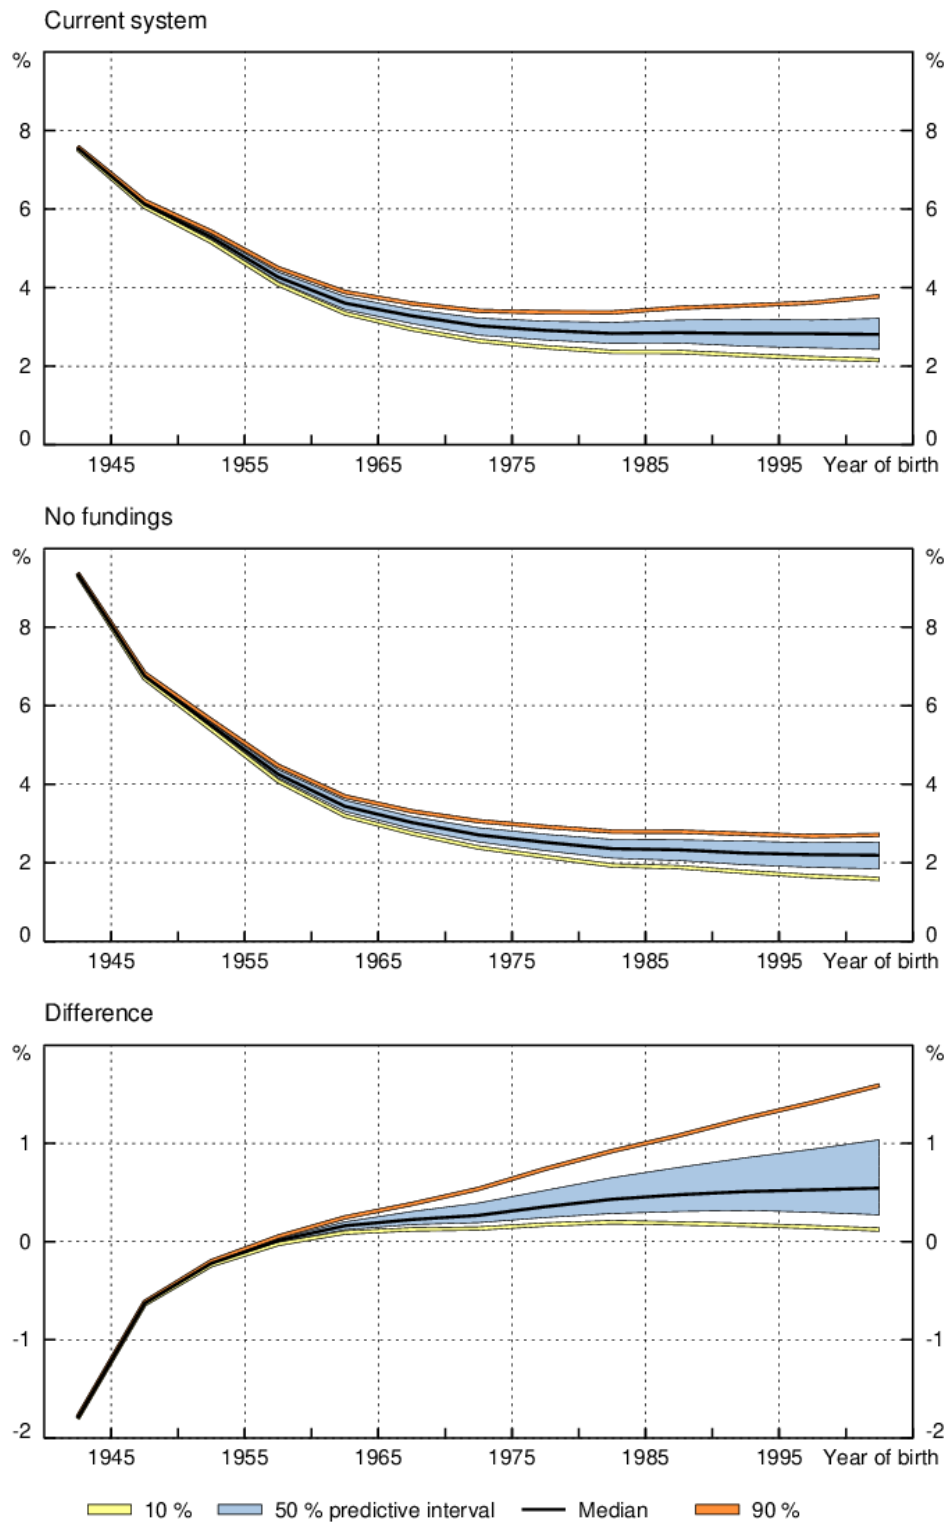 Current system
% %
8 8
6 6
4 4
2 2
0 0
1945 1955 1965 1975 1985 1995 Year of birth
No fundings
% %
8 8
6 6
4 4
2 2
0 0
1945 1955 1965 1975 1985 1995 Year of birth
Difference
% %
1 1
0 0
-1 -1
-2 -2
1945 1955 1965 1975 1985 1995 Year of birth
10 % 50 % predictive interval Median 90 %